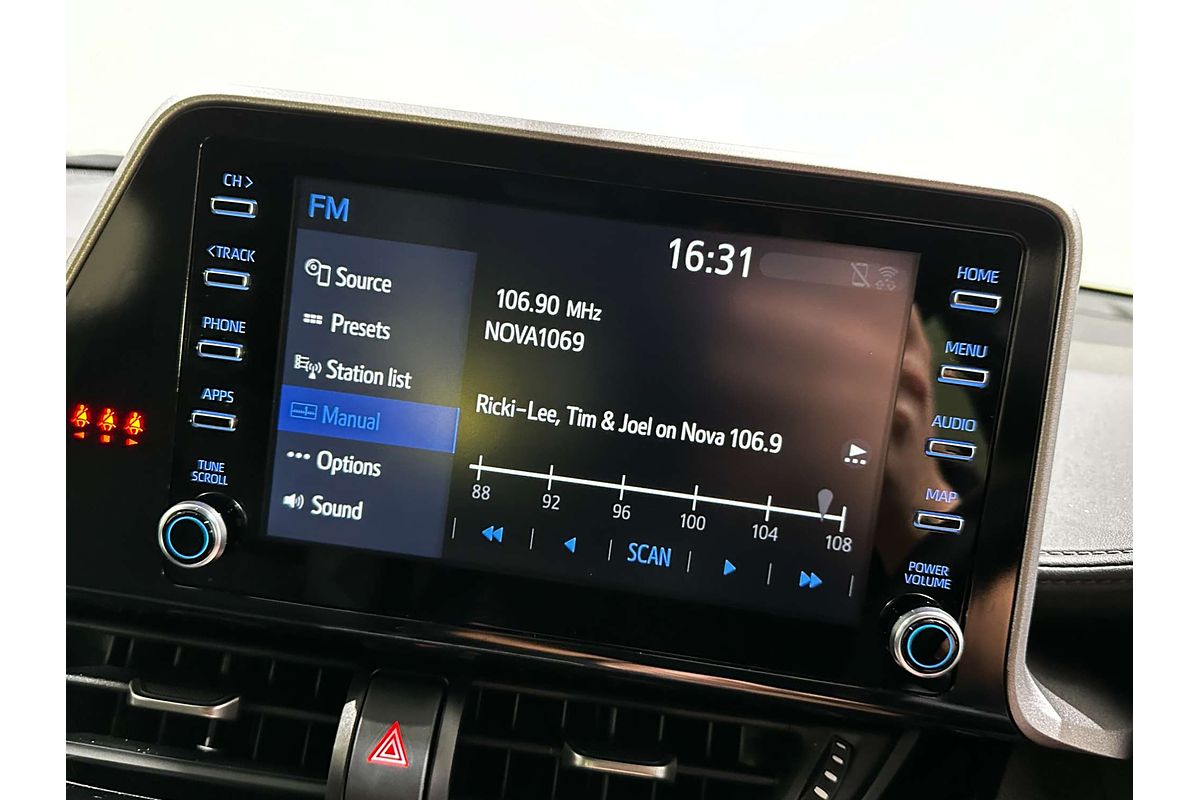 CH >
< TRACK
PHONE
APPS
TUNE
SCROLL
FM
16:31
Source
Presets
Station list
Manual
Options
Sound
106.90 MHz
NOVA1069
Ricki-Lee, Tim & Joel on Nova 106.9
88 92 96 100 104 108
SCAN
HOME
MENU
AUDIO
MAP
POWER
VOLUME